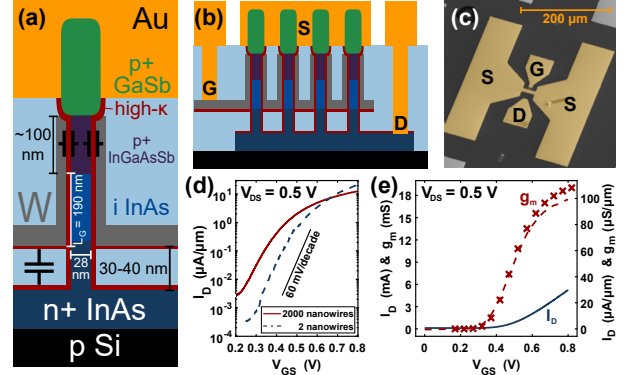 (a)
Au
p+
GaSb
high-κ
~100
nm
p+
InGaAsSb
W
L_G = 190 nm
i InAs
28
nm
30-40 nm
n+ InAs
p Si
(b)
S
G
D
(c)
200 µm
S
G
D
S
(d)
V_DS = 0.5 V
I_D (µA/µm)
10^1
10^0
10^-1
10^-2
10^-3
10^-4
60 mV/decade
2000 nanowires
2 nanowires
0.2 0.3 0.4 0.5 0.6 0.7 0.8
V_GS (V)
(e)
V_DS = 0.5 V
g_m
I_D
I_D (mA) & g_m (mS)
18
15
12
9
6
3
0
100
80
60
40
20
0
I_D (µA/µm) & g_m (µS/µm)
0.0 0.2 0.4 0.6 0.8
V_GS (V)